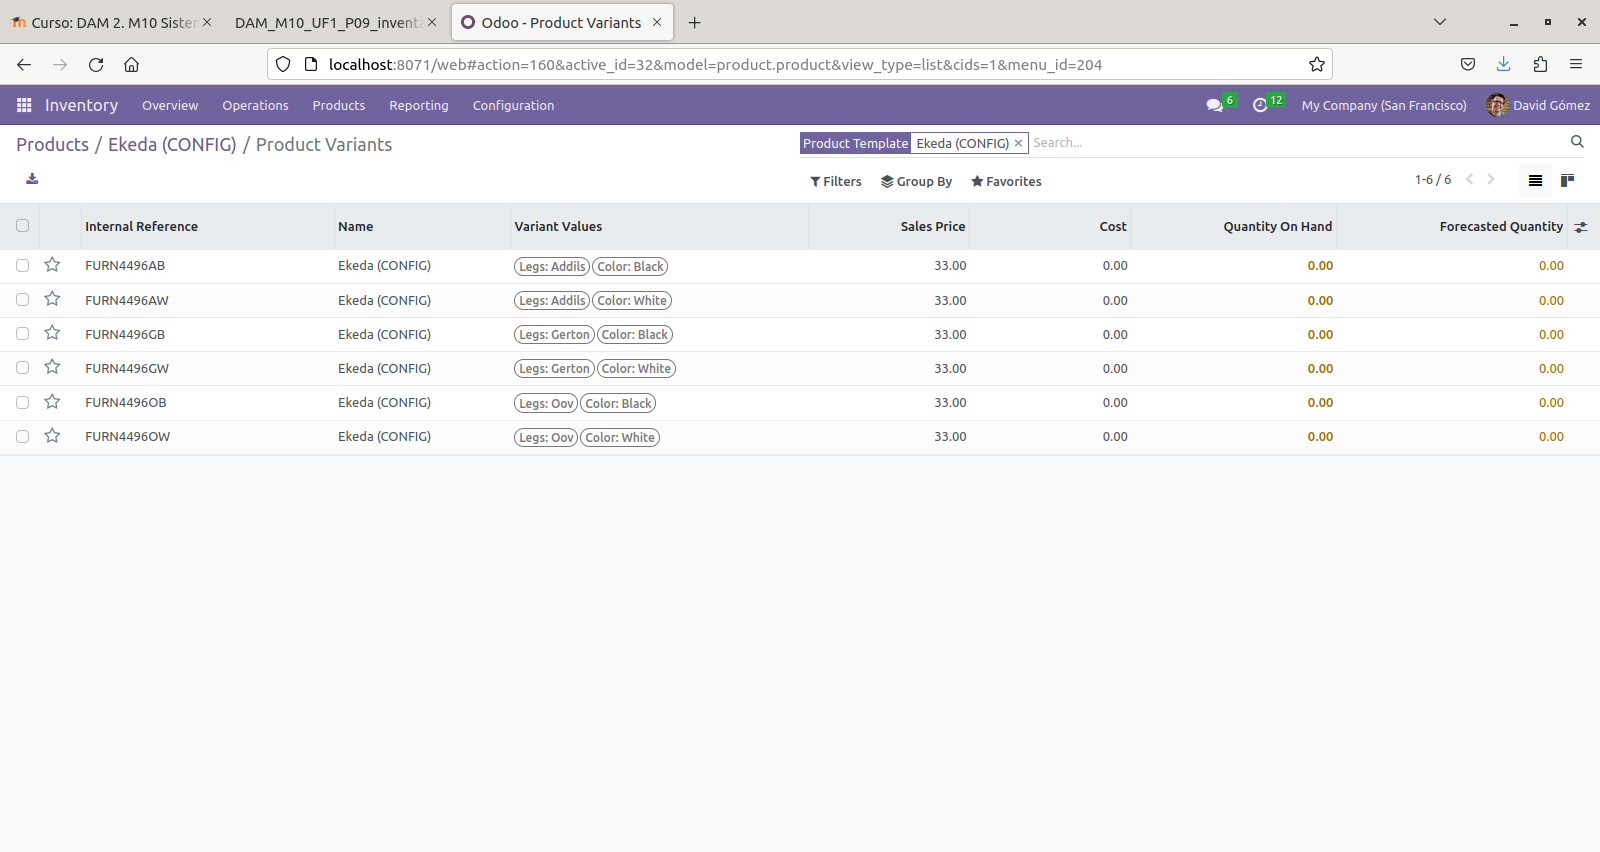 Curso: DAM 2. M10 Sister
DAM_M10_UF1_P09_inventa
Odoo - Product Variants
localhost:8071/web#action=160&active_id=32&model=product.product&view_type=list&cids=1&menu_id=204
Inventory Overview Operations Products Reporting Configuration 6 12 My Company (San Francisco) David Gómez
Products / Ekeda (CONFIG) / Product Variants
Product Template Ekeda (CONFIG) Search...
Filters Group By Favorites 1-6 / 6
Internal Reference Name Variant Values Sales Price Cost Quantity On Hand Forecasted Quantity
FURN4496AB Ekeda (CONFIG) Legs: Addils Color: Black 33.00 0.00 0.00 0.00
FURN4496AW Ekeda (CONFIG) Legs: Addils Color: White 33.00 0.00 0.00 0.00
FURN4496GB Ekeda (CONFIG) Legs: Gerton Color: Black 33.00 0.00 0.00 0.00
FURN4496GW Ekeda (CONFIG) Legs: Gerton Color: White 33.00 0.00 0.00 0.00
FURN4496OB Ekeda (CONFIG) Legs: Oov Color: Black 33.00 0.00 0.00 0.00
FURN4496OW Ekeda (CONFIG) Legs: Oov Color: White 33.00 0.00 0.00 0.00